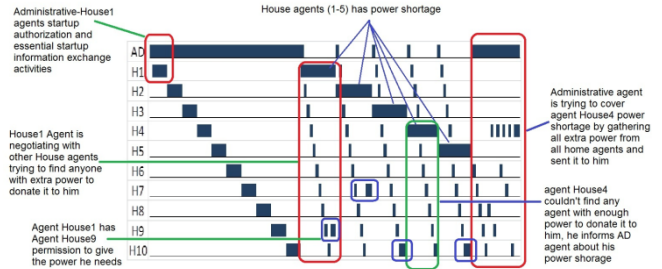 House agents (1-5) has power shortage
Administrative-House1
agents startup
authorization and
essential startup
information exchange
activities
House1 Agent is
negotiating with
other House agents
trying to find anyone
with extra power to
donate it to him
Agent House1 has
Agent House9
permission to give
the power he needs
AD
H1
H2
H3
H4
H5
H6
H7
H8
H9
H10
Administrative agent
is trying to cover
agent House4 power
shortage by gathering
all extra power from
all home agents and
sent it to him
agent House4
couldn't find any
agent with enough
power to donate it to
him, he informs AD
agent about his
power shorage